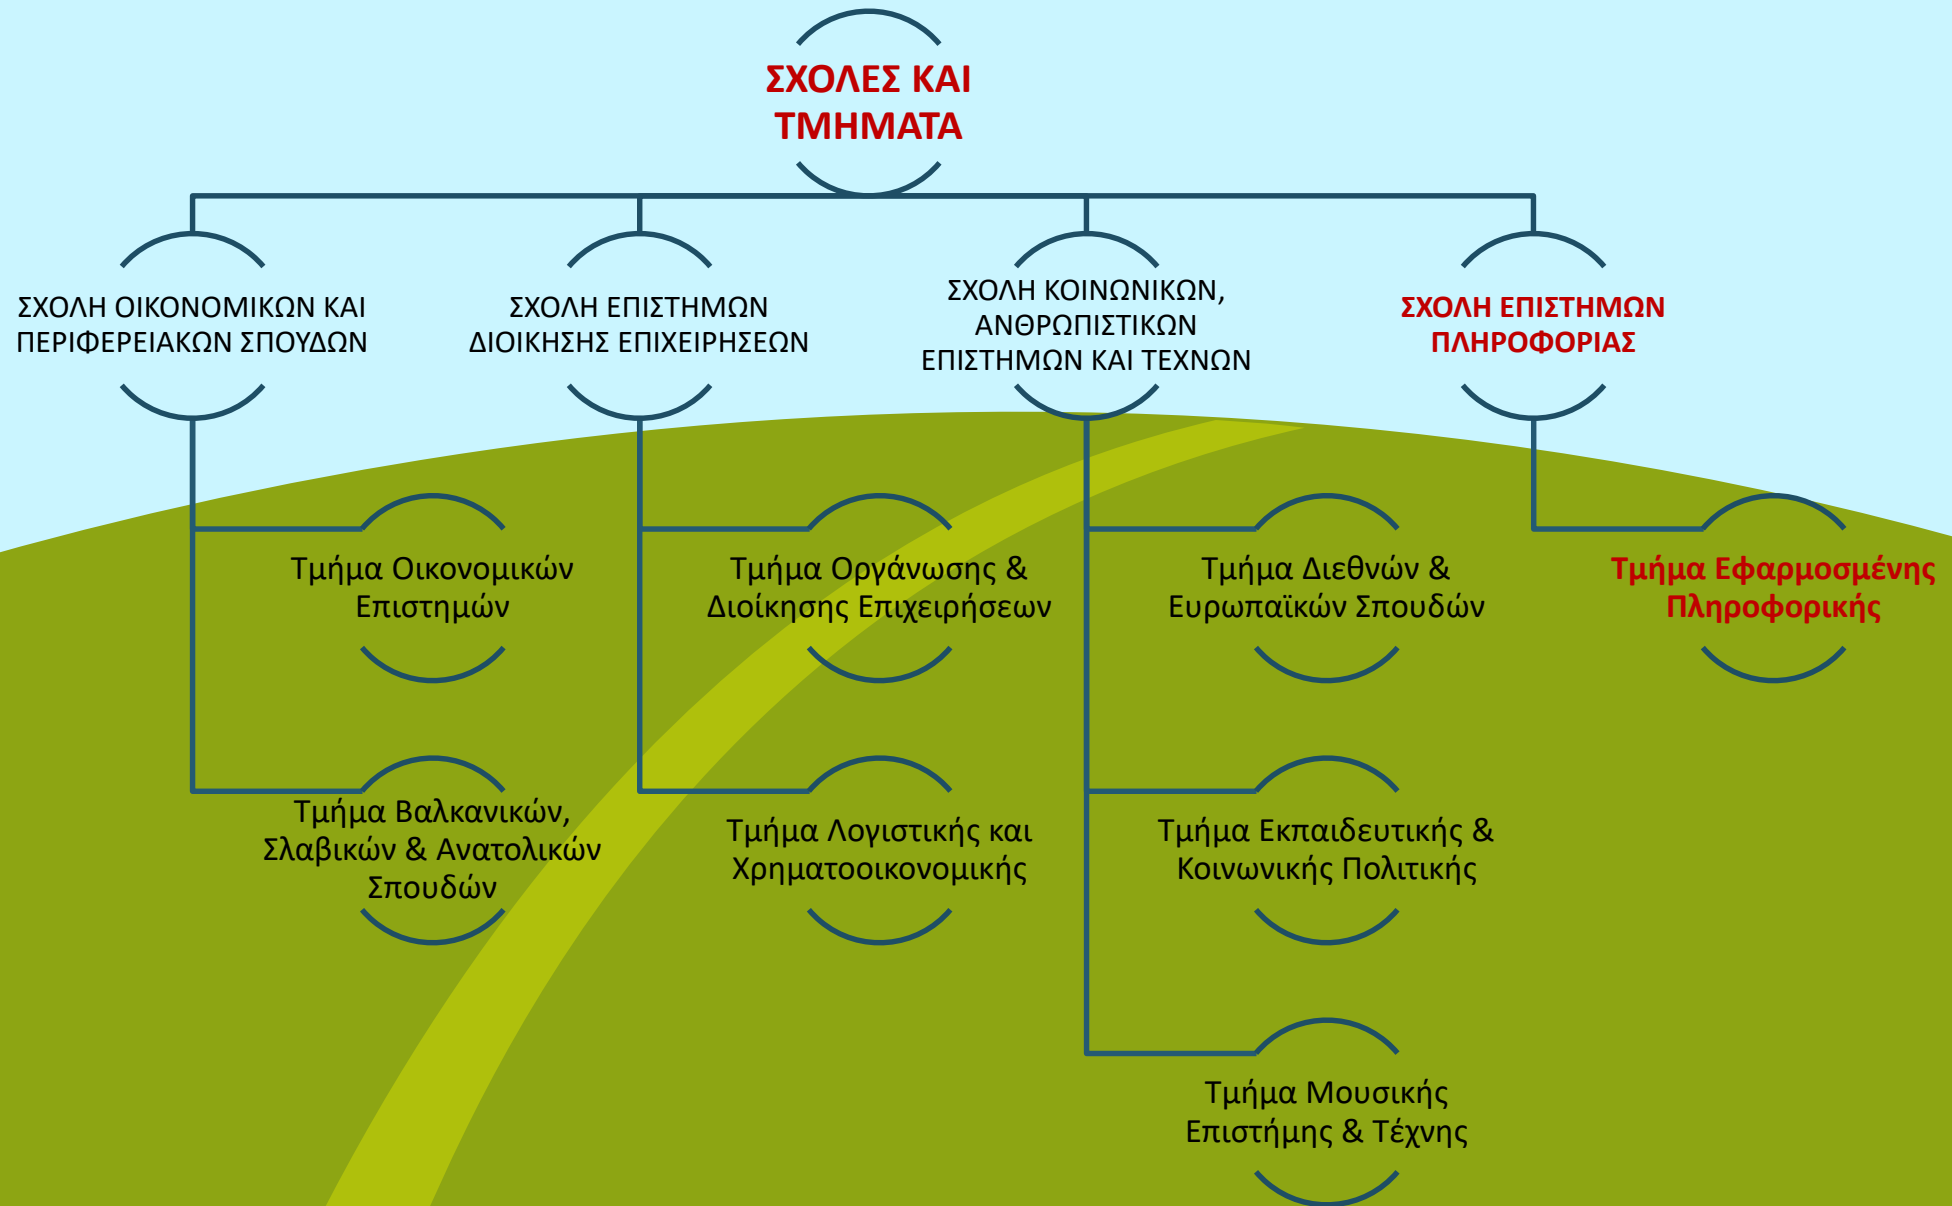 ΣΧΟΛΕΣ ΚΑΙ
ΤΜΗΜΑΤΑ
ΣΧΟΛΗ ΟΙΚΟΝΟΜΙΚΩΝ ΚΑΙ
ΠΕΡΙΦΕΡΕΙΑΚΩΝ ΣΠΟΥΔΩΝ
ΣΧΟΛΗ ΕΠΙΣΤΗΜΩΝ
ΔΙΟΙΚΗΣΗΣ ΕΠΙΧΕΙΡΗΣΕΩΝ
ΣΧΟΛΗ ΚΟΙΝΩΝΙΚΩΝ,
ΑΝΘΡΩΠΙΣΤΙΚΩΝ
ΕΠΙΣΤΗΜΩΝ ΚΑΙ ΤΕΧΝΩΝ
ΣΧΟΛΗ ΕΠΙΣΤΗΜΩΝ
ΠΛΗΡΟΦΟΡΙΑΣ
Τμήμα Οικονομικών
Επιστημών
Τμήμα Οργάνωσης &
Διοίκησης Επιχειρήσεων
Τμήμα Διεθνών &
Ευρωπαϊκών Σπουδών
Τμήμα Εφαρμοσμένης
Πληροφορικής
Τμήμα Βαλκανικών,
Σλαβικών & Ανατολικών
Σπουδών
Τμήμα Λογιστικής και
Χρηματοοικονομικής
Τμήμα Εκπαιδευτικής &
Κοινωνικής Πολιτικής
Τμήμα Μουσικής
Επιστήμης & Τέχνης